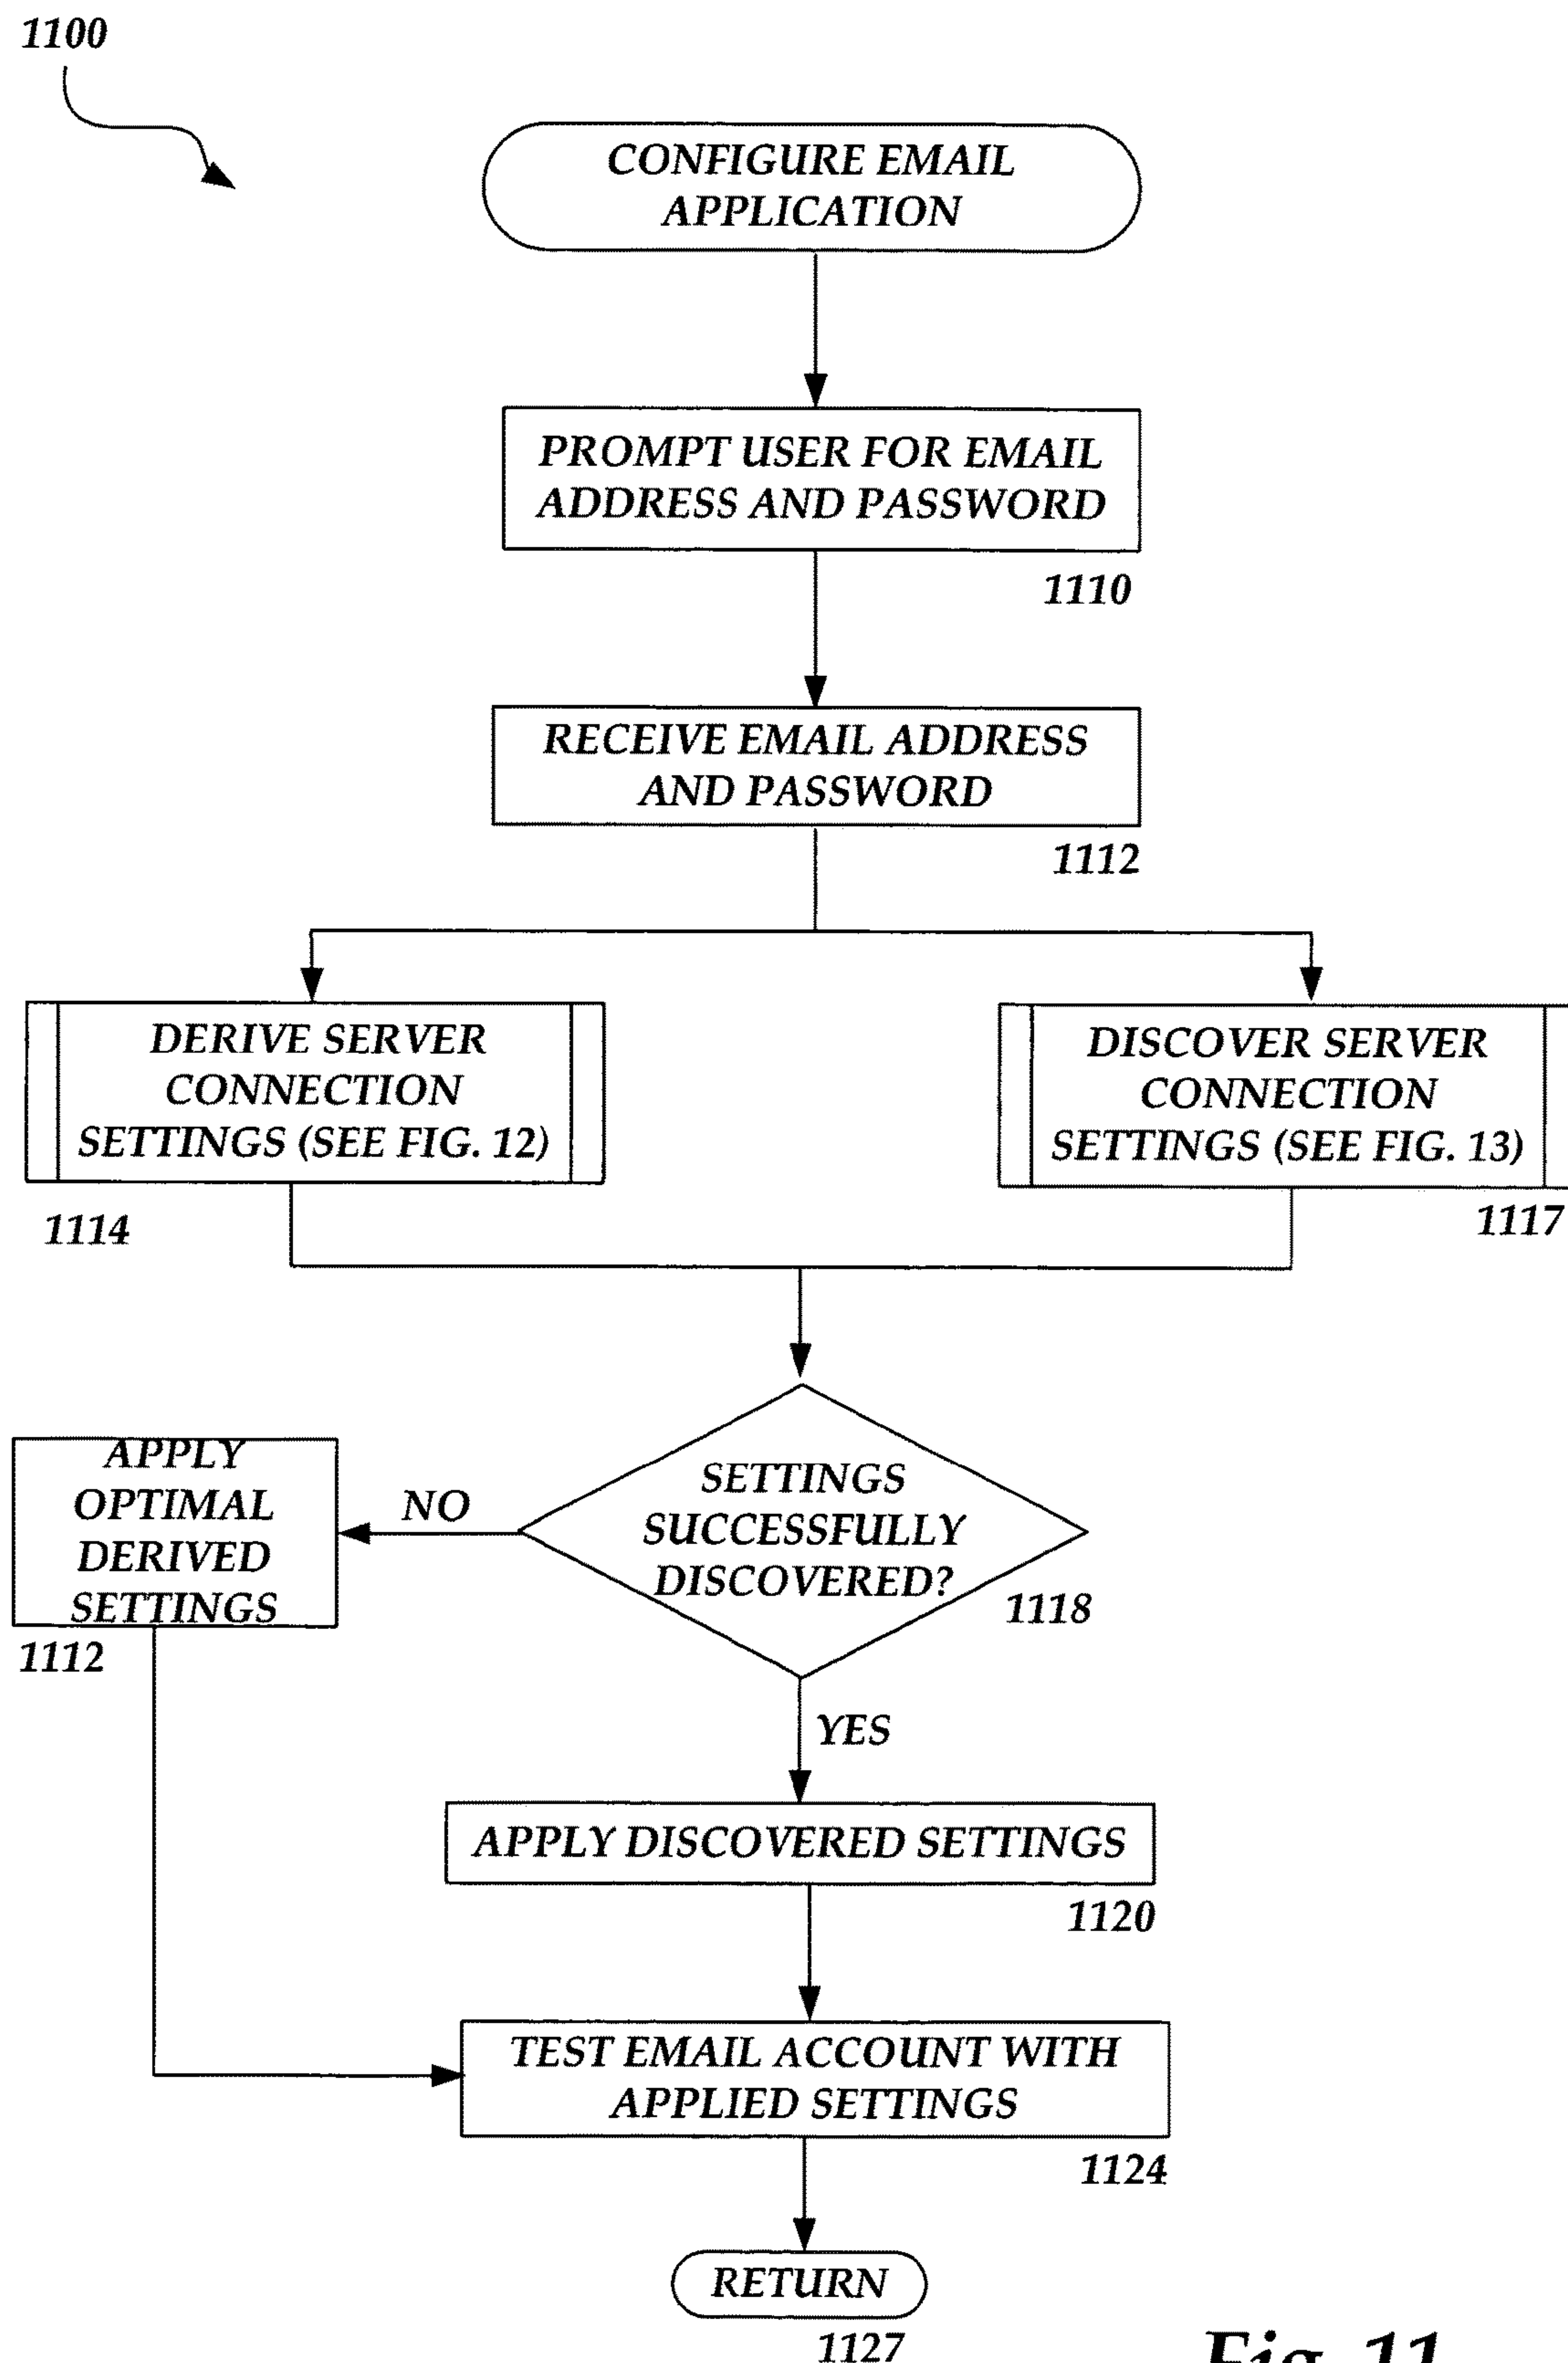 1100
CONFIGURE EMAIL
APPLICATION
PROMPT USER FOR EMAIL
ADDRESS AND PASSWORD
1110
RECEIVE EMAIL ADDRESS
AND PASSWORD
1112
DERIVE SERVER
CONNECTION
SETTINGS (SEE FIG. 12)
1114
DISCOVER SERVER
CONNECTION
SETTINGS (SEE FIG. 13)
1117
SETTINGS
SUCCESSFULLY
DISCOVERED?
1118
NO
APPLY
OPTIMAL
DERIVED
SETTINGS
1112
YES
APPLY DISCOVERED SETTINGS
1120
TEST EMAIL ACCOUNT WITH
APPLIED SETTINGS
1124
RETURN
1127
Fig. 11